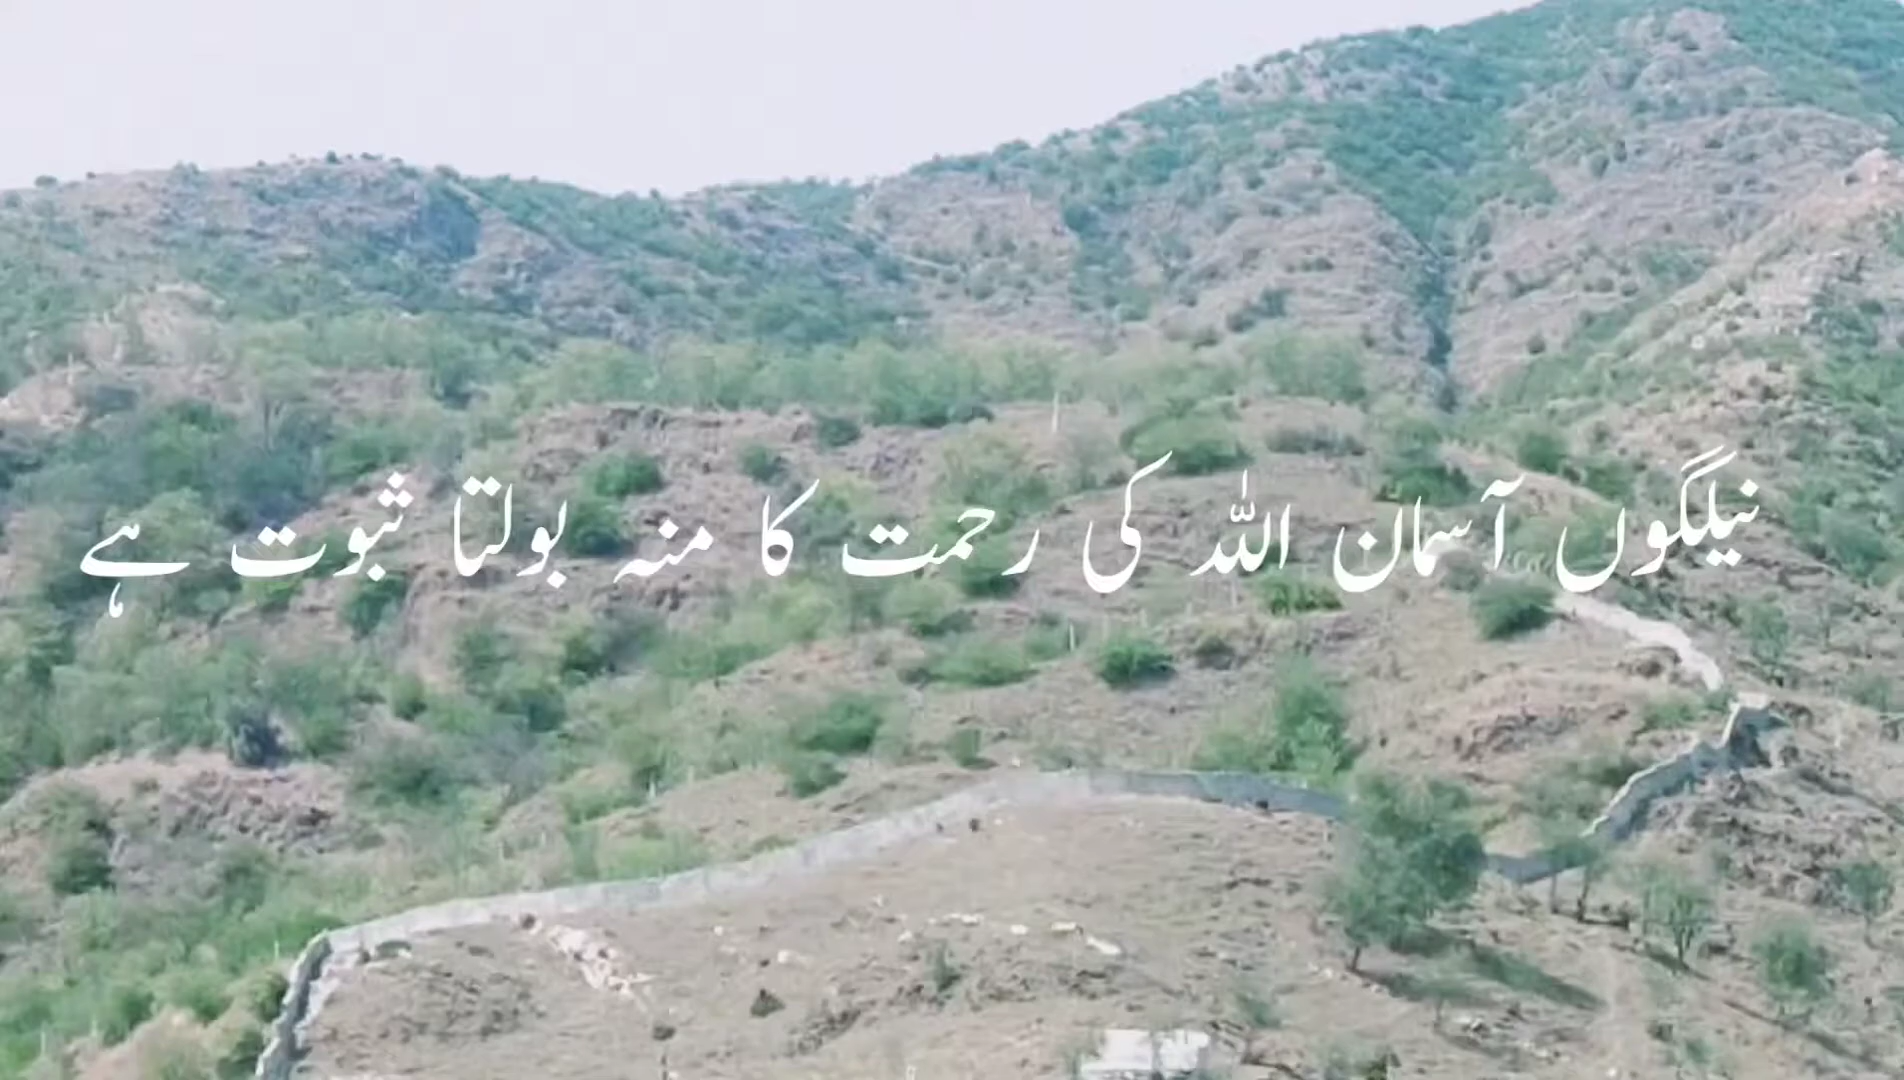 نیلگوں آسمان اللہ کی رحمت کا منہ بولتا ثبوت ہے